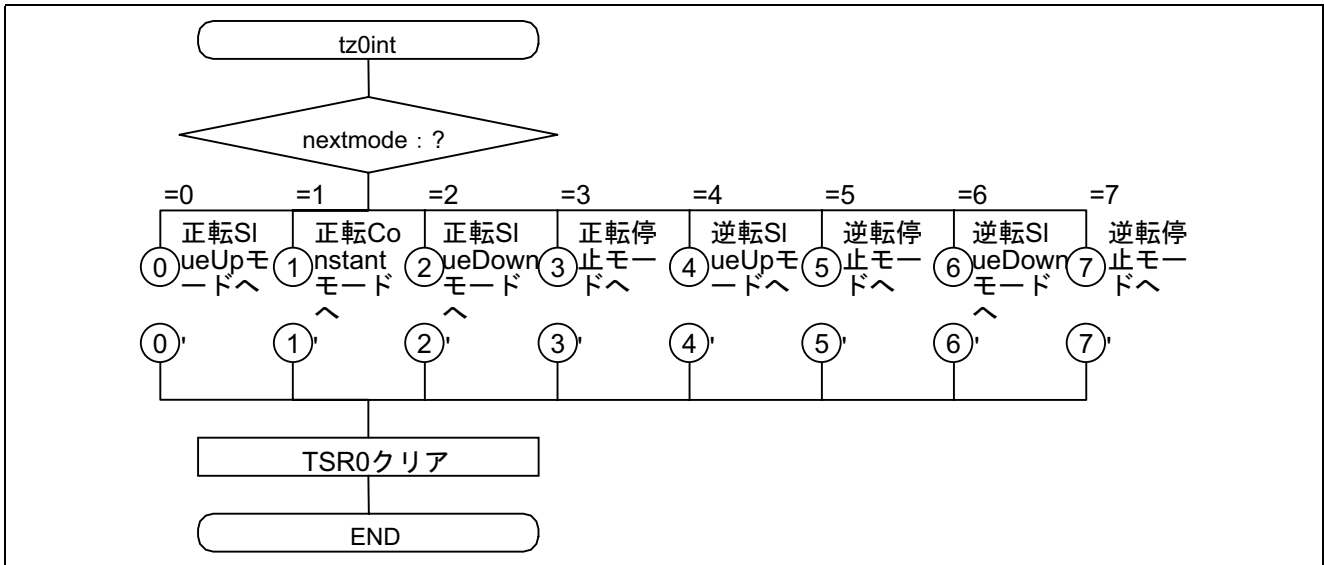 tz0int
nextmode：?
=0
=1
=2
=3
=4
=5
=6
=7
0
正転Sl
ueUpモ
ードへ
1
正転Co
nstant
モード
へ
2
正転Sl
ueDown
モード
へ
3
正転停
止モー
ドへ
4
逆転Sl
ueUpモ
ードへ
5
逆転停
止モー
ドへ
6
逆転Sl
ueDown
モード
へ
7
逆転停
止モー
ドへ
0'
1'
2'
3'
4'
5'
6'
7'
TSR0クリア
END